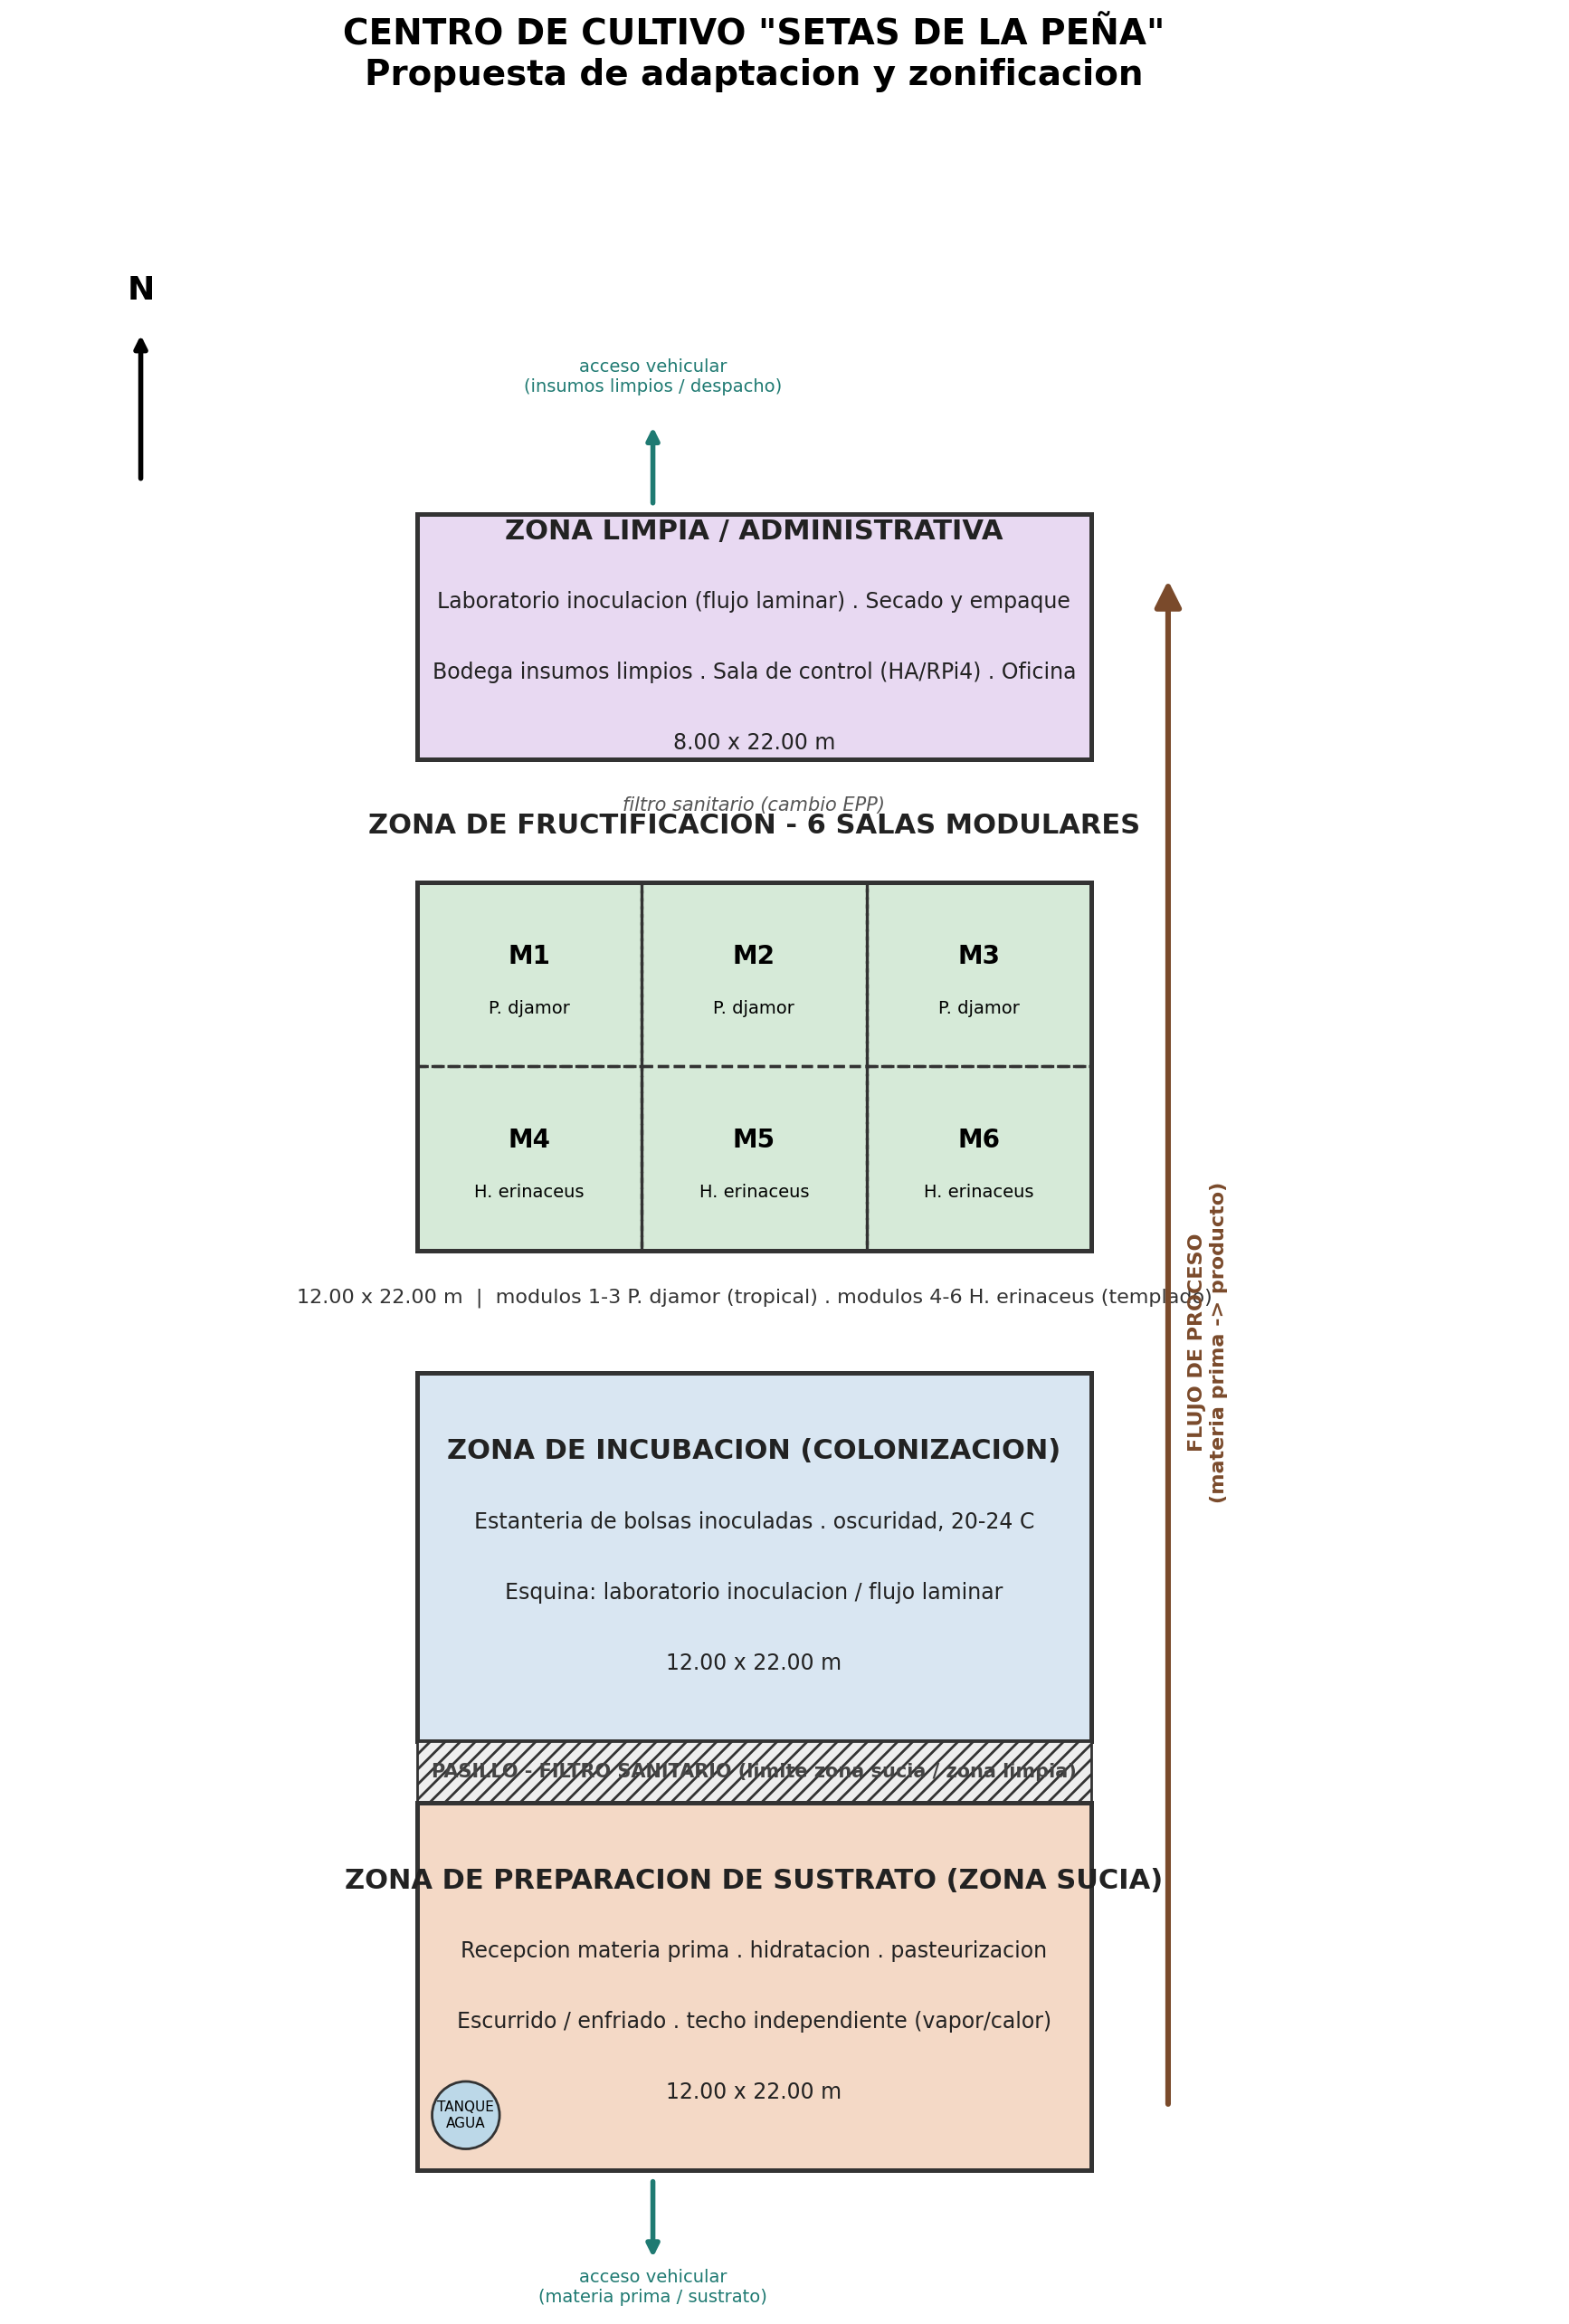 CENTRO DE CULTIVO "SETAS DE LA PEÑA"
Propuesta de adaptacion y zonificacion
N
acceso vehicular
(insumos limpios / despacho)
ZONA LIMPIA / ADMINISTRATIVA
Laboratorio inoculacion (flujo laminar) . Secado y empaque
Bodega insumos limpios . Sala de control (HA/RPi4) . Oficina
8.00 x 22.00 m
filtro sanitario (cambio EPP)
ZONA DE FRUCTIFICACION - 6 SALAS MODULARES
M1
M2
M3
P. djamor
P. djamor
P. djamor
M4
M5
M6
H. erinaceus
H. erinaceus
H. erinaceus
12.00 x 22.00 m | modulos 1-3 P. djamor (tropical) . modulos 4-6 H. erinaceus (templado)
FLUJO DE PROCESO
(materia prima -> producto)
ZONA DE INCUBACION (COLONIZACION)
Estanteria de bolsas inoculadas . oscuridad, 20-24 C
Esquina: laboratorio inoculacion / flujo laminar
12.00 x 22.00 m
PASILLO - FILTRO SANITARIO (limite zona sucia / zona limpia)
ZONA DE PREPARACION DE SUSTRATO (ZONA SUCIA)
Recepcion materia prima . hidratacion . pasteurizacion
Escurrido / enfriado . techo independiente (vapor/calor)
12.00 x 22.00 m
TANQUE
AGUA
acceso vehicular
(materia prima / sustrato)